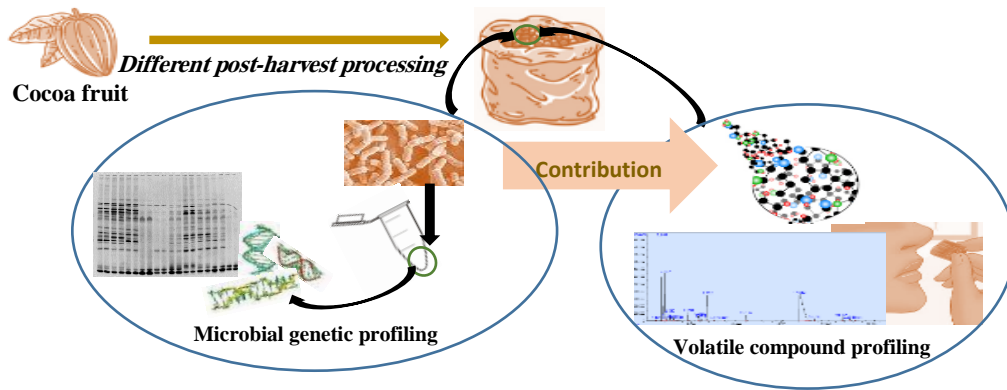 Different post-harvest processing
Cocoa fruit
Contribution
Microbial genetic profiling
Volatile compound profiling